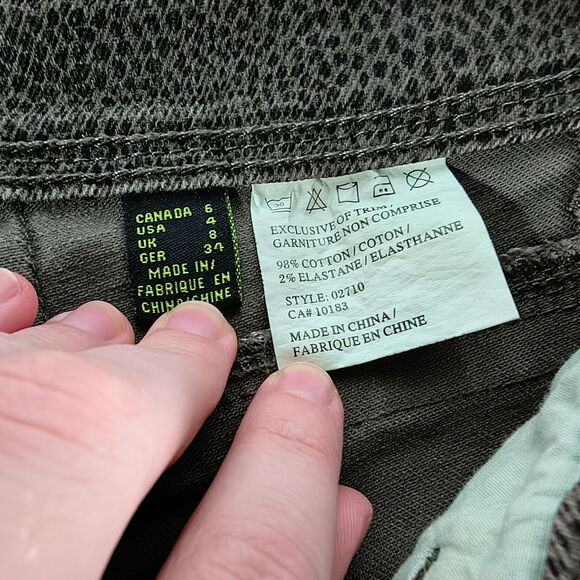 CANADA 6
USA 4
UK 8
GER 34
MADE IN/
FABRIQUE EN
CHINA/CHINE
30
EXCLUSIVE OF TRIM/
GARNITURE NON COMPRISE
98% COTTON/COTON/
2% ELASTANE/ELASTHANNE
STYLE: 02710
CA# 10183
MADE IN CHINA/
FABRIQUE EN CHINE